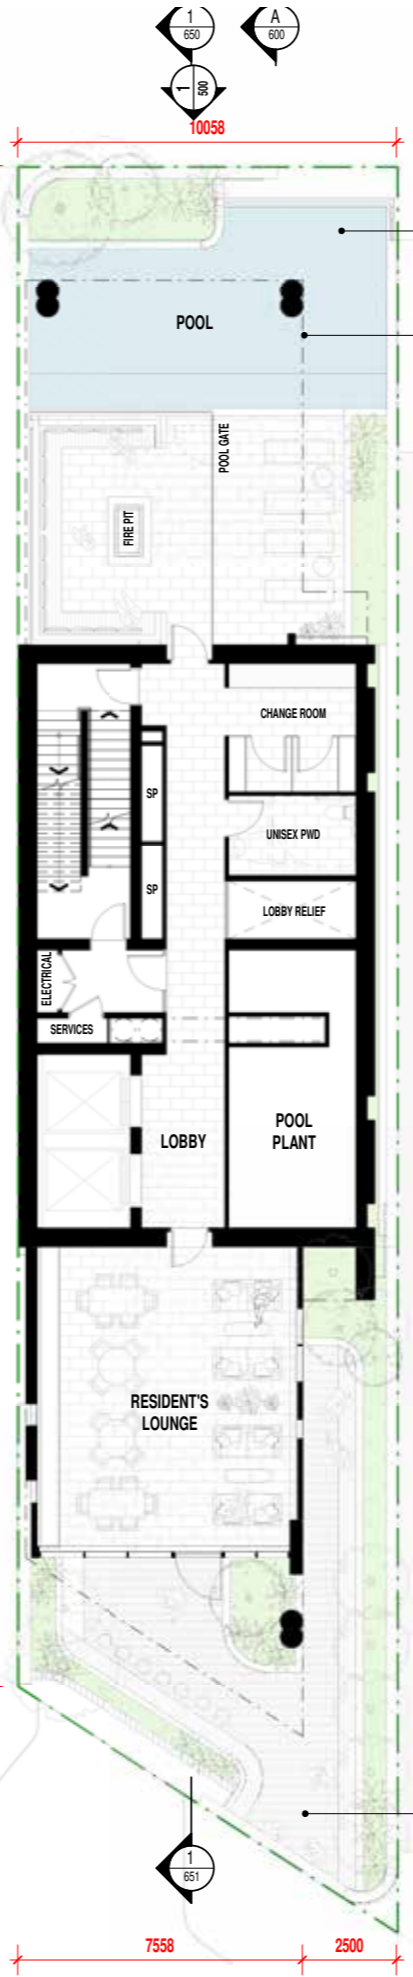 1
650
A
600
1
500
10058
POOL
POOL GATE
FIRE PIT
CHANGE ROOM
SP
UNISEX PWD
SP
LOBBY RELIEF
ELECTRICAL
SERVICES
LOBBY
POOL
PLANT
RESIDENT'S
LOUNGE
1
651
7558
2500